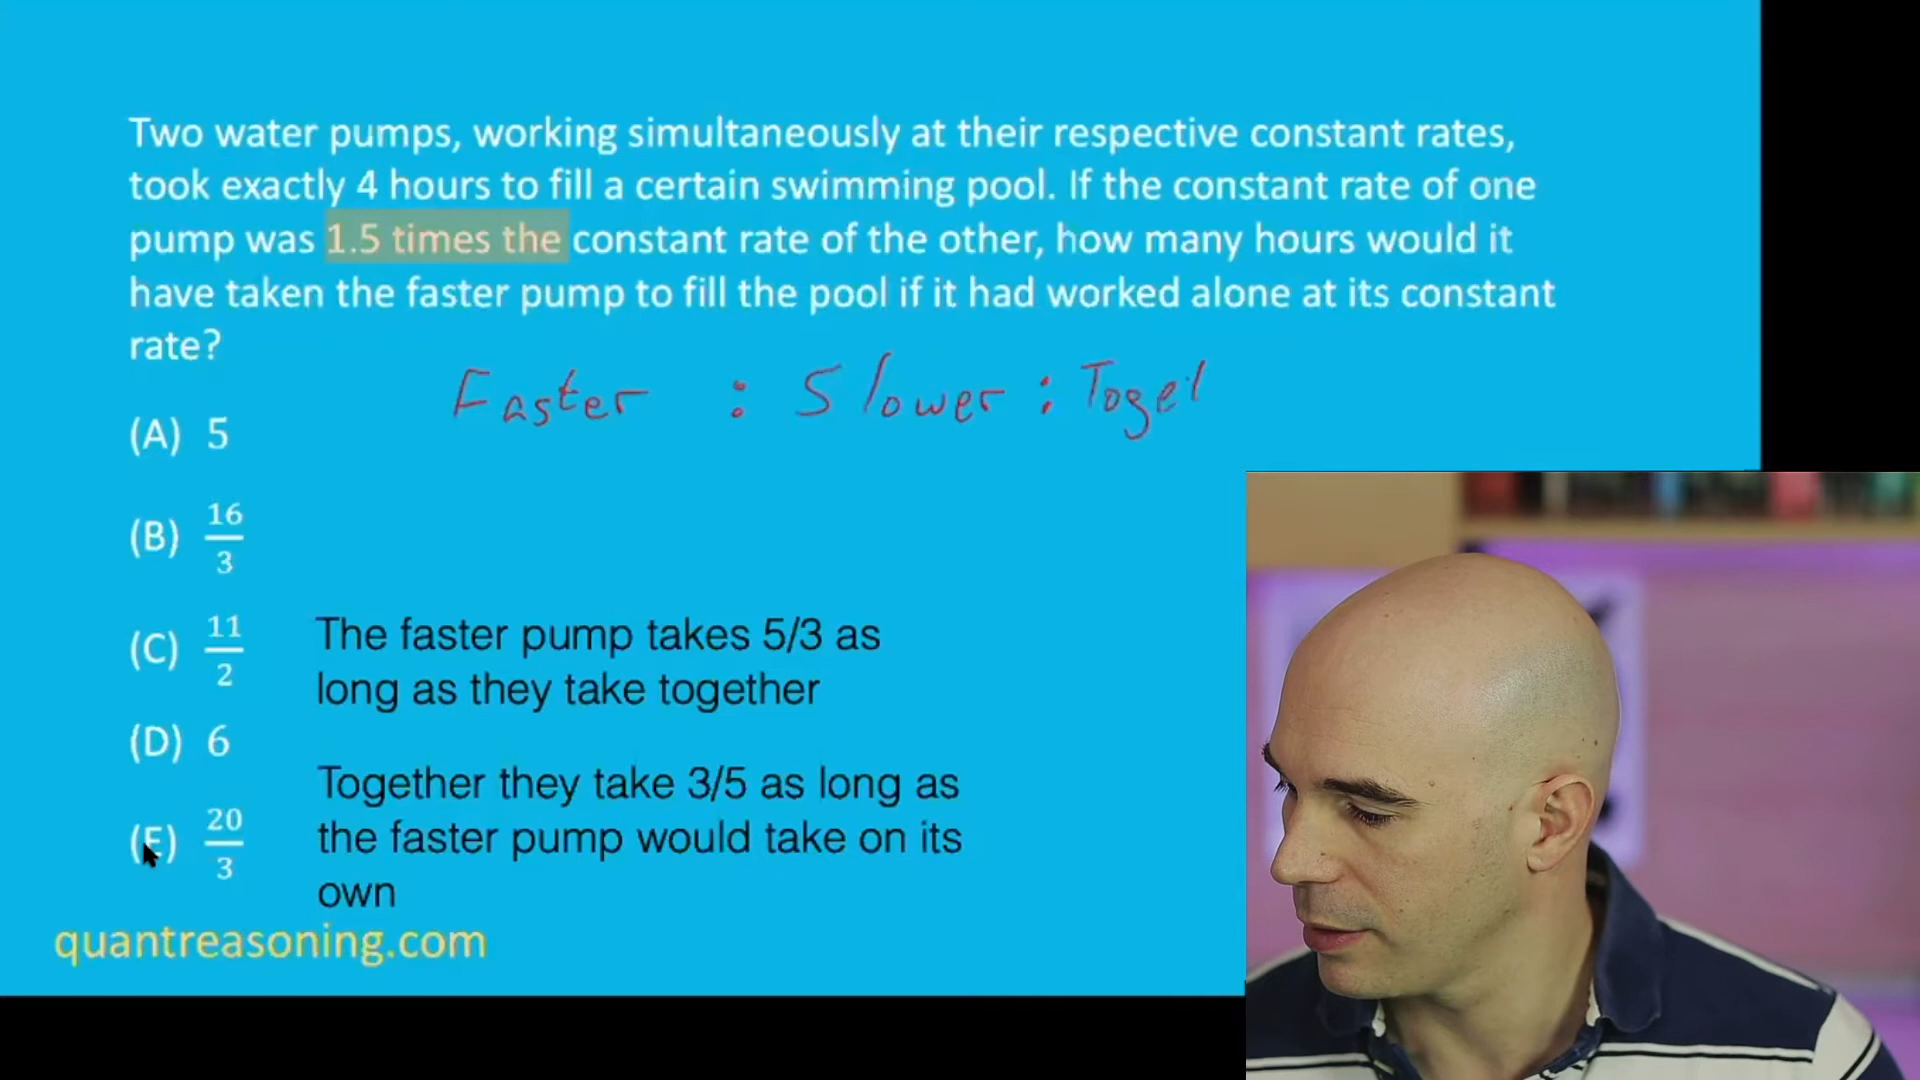 Two water pumps, working simultaneously at their respective constant rates,
took exactly 4 hours to fill a certain swimming pool. If the constant rate of one
pump was 1.5 times the constant rate of the other, how many hours would it
have taken the faster pump to fill the pool if it had worked alone at its constant
rate?
Faster : Slower : Toget
(A) 5
(B) 16/3
(C) 11/2
The faster pump takes 5/3 as
long as they take together
(D) 6
(E) 20/3
Together they take 3/5 as long as
the faster pump would take on its
own
quantreasoning.com